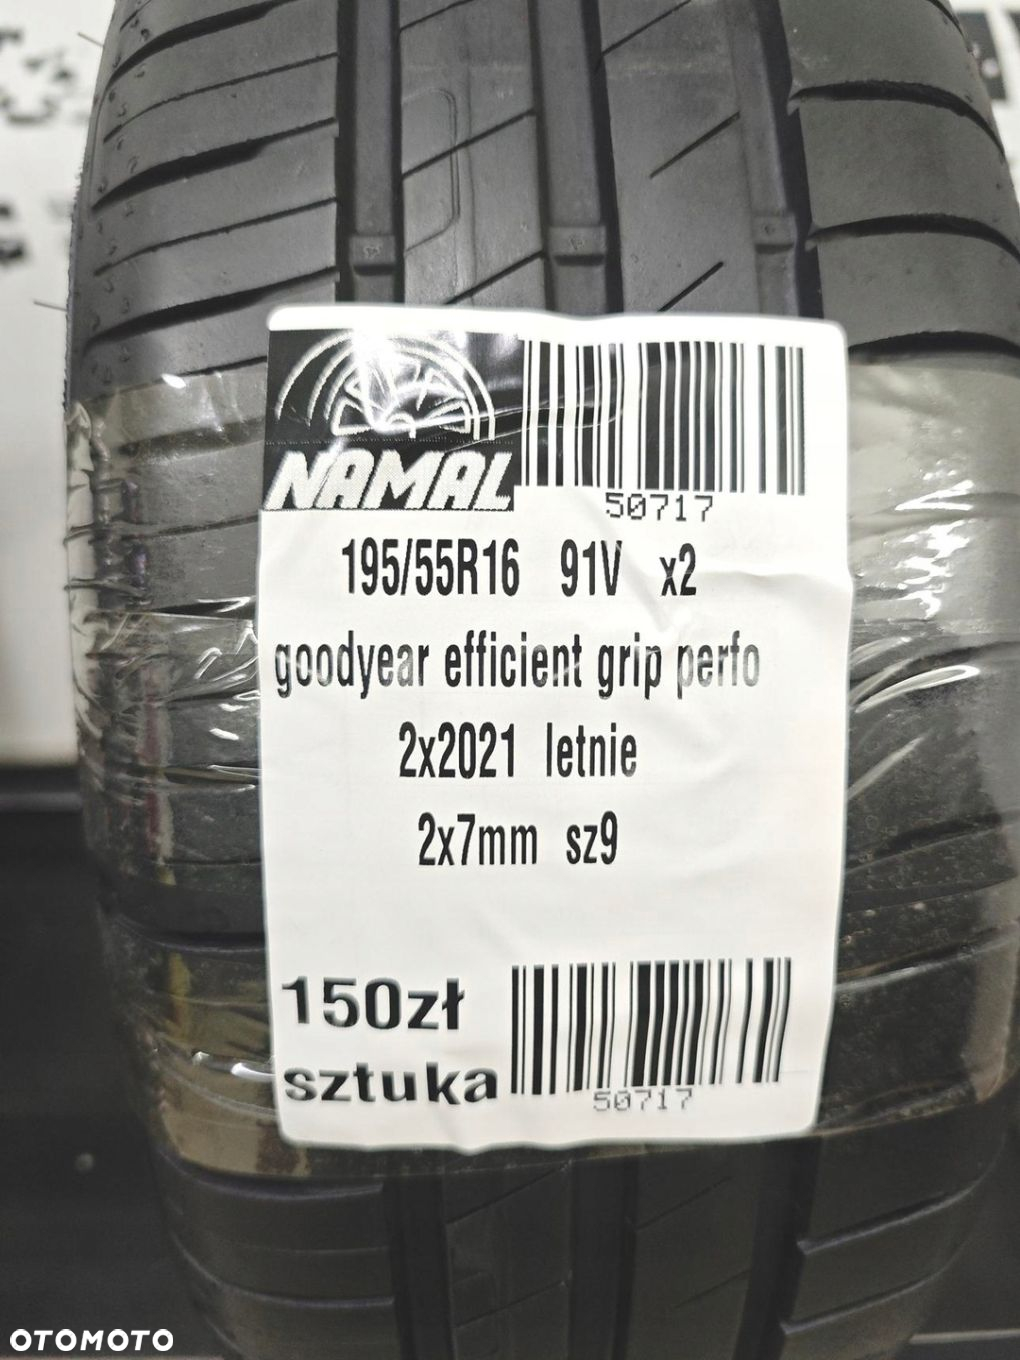 NAMAL
50717
195/55R16 91V x2
goodyear efficient grip perfo
2x2021 letnie
2x7mm sz9
150zł
sztuka
50717
OTOMOTO